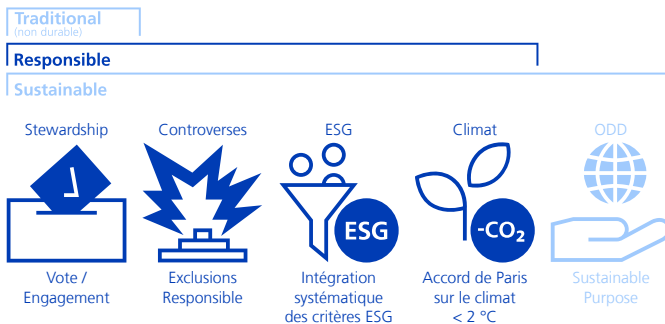 Traditional
(non durable)
Responsible
Sustainable
Stewardship
Controverses
ESG
Climat
ODD
ESG
-CO₂
Vote /
Engagement
Exclusions
Responsible
Intégration
systématique
des critères ESG
Accord de Paris
sur le climat
< 2 °C
Sustainable
Purpose